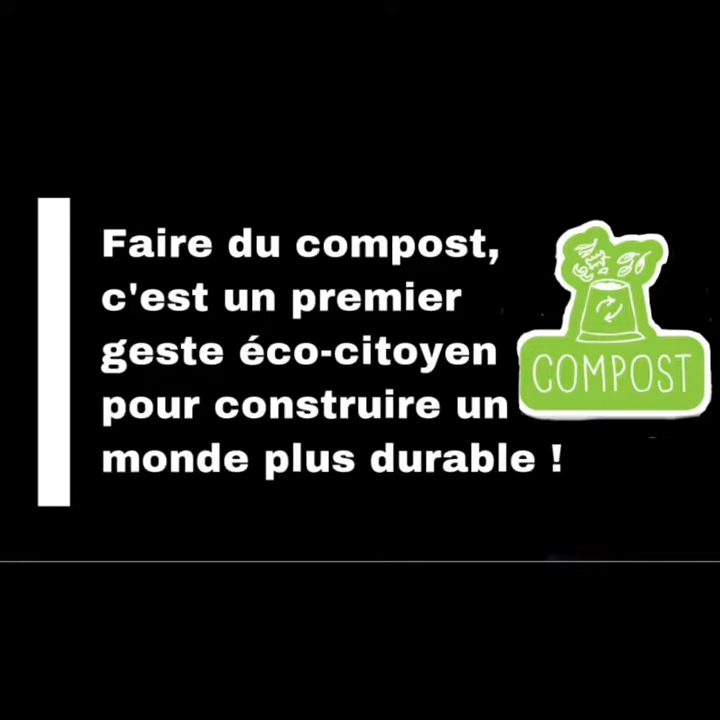 Faire du compost,
c'est un premier
geste éco-citoyen
pour construire un
monde plus durable !
COMPOST